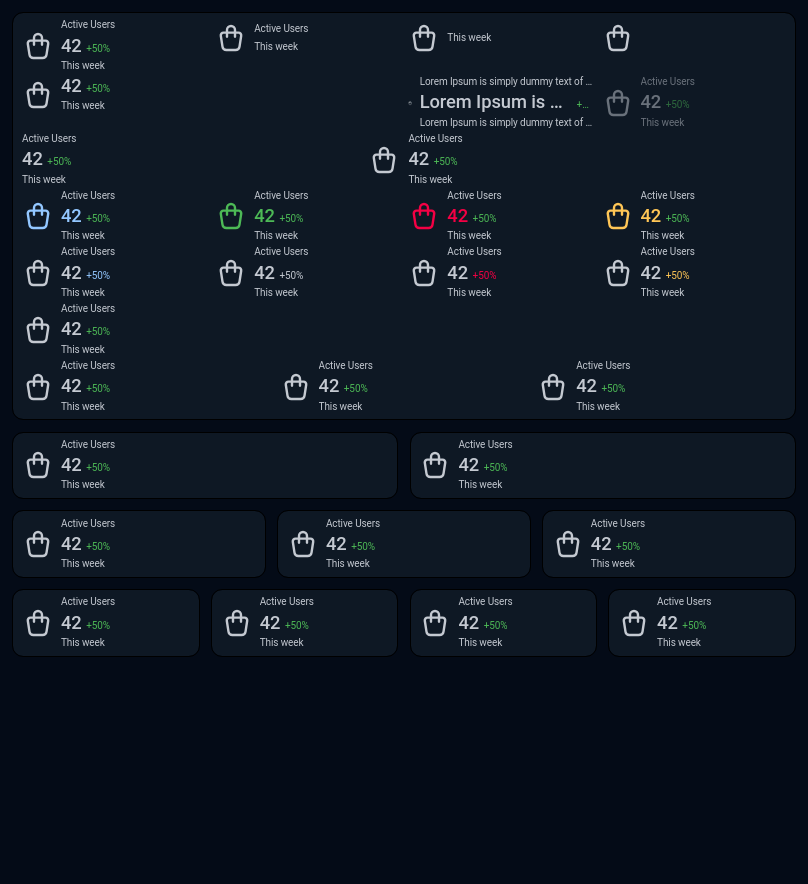 Active Users
42 +50%
This week
Active Users
This week
This week
42 +50%
This week
Lorem Ipsum is simply dummy text of ...
Lorem Ipsum is ... +...
Lorem Ipsum is simply dummy text of ...
Active Users
42 +50%
This week
Active Users
42 +50%
This week
Active Users
42 +50%
This week
Active Users
42 +50%
This week
Active Users
42 +50%
This week
Active Users
42 +50%
This week
Active Users
42 +50%
This week
Active Users
42 +50%
This week
Active Users
42 +50%
This week
Active Users
42 +50%
This week
Active Users
42 +50%
This week
Active Users
42 +50%
This week
Active Users
42 +50%
This week
Active Users
42 +50%
This week
Active Users
42 +50%
This week
Active Users
42 +50%
This week
Active Users
42 +50%
This week
Active Users
42 +50%
This week
Active Users
42 +50%
This week
Active Users
42 +50%
This week
Active Users
42 +50%
This week
Active Users
42 +50%
This week
Active Users
42 +50%
This week
Active Users
42 +50%
This week